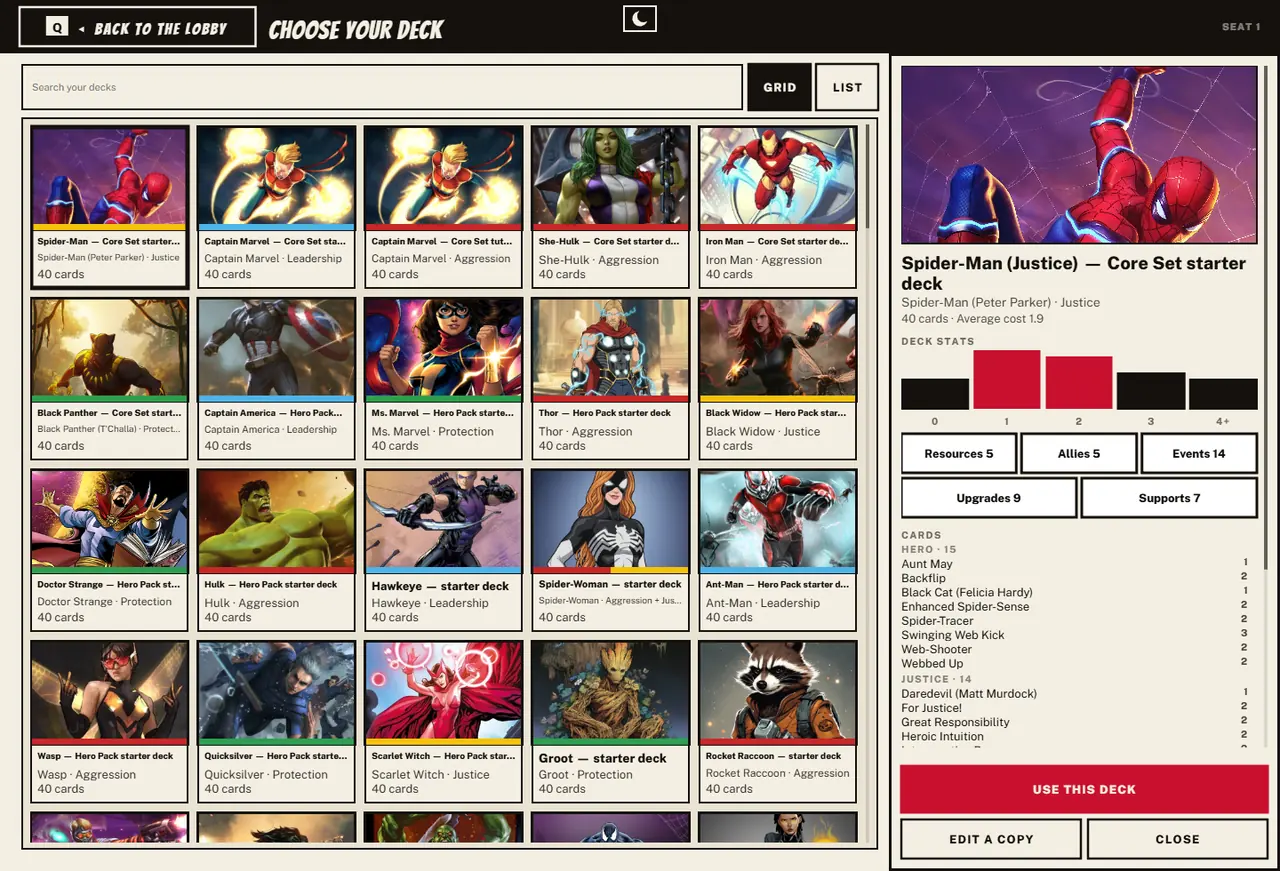 Q ◂ BACK TO THE LOBBY
CHOOSE YOUR DECK
SEAT 1
Search your decks
GRID
LIST
Spider-Man — Core Set starter...
Spider-Man (Peter Parker) · Justice
40 cards
Captain Marvel — Core Set sta...
Captain Marvel · Leadership
40 cards
Captain Marvel — Core Set tut...
Captain Marvel · Aggression
40 cards
She-Hulk — Core Set starter d...
She-Hulk · Aggression
40 cards
Iron Man — Core Set starter de...
Iron Man · Aggression
40 cards
Black Panther — Core Set start...
Black Panther (T'Challa) · Protect...
40 cards
Captain America — Hero Pack...
Captain America · Leadership
40 cards
Ms. Marvel — Hero Pack starte...
Ms. Marvel · Protection
40 cards
Thor — Hero Pack starter deck
Thor · Aggression
40 cards
Black Widow — Hero Pack star...
Black Widow · Justice
40 cards
Doctor Strange — Hero Pack st...
Doctor Strange · Protection
40 cards
Hulk — Hero Pack starter deck
Hulk · Aggression
40 cards
Hawkeye — starter deck
Hawkeye · Leadership
40 cards
Spider-Woman — starter deck
Spider-Woman · Aggression + Jus...
40 cards
Ant-Man — Hero Pack starter d...
Ant-Man · Leadership
40 cards
Wasp — Hero Pack starter deck
Wasp · Aggression
40 cards
Quicksilver — Hero Pack starte...
Quicksilver · Protection
40 cards
Scarlet Witch — Hero Pack star...
Scarlet Witch · Justice
40 cards
Groot — starter deck
Groot · Protection
40 cards
Rocket Raccoon — starter deck
Rocket Raccoon · Aggression
40 cards
Spider-Man (Justice) — Core Set starter
deck
Spider-Man (Peter Parker) · Justice
40 cards · Average cost 1.9
DECK STATS
0 1 2 3 4+
Resources 5
Allies 5
Events 14
Upgrades 9
Supports 7
CARDS
HERO · 15
Aunt May 1
Backflip 2
Black Cat (Felicia Hardy) 1
Enhanced Spider-Sense 2
Spider-Tracer 2
Swinging Web Kick 3
Web-Shooter 2
Webbed Up 2
JUSTICE · 14
Daredevil (Matt Murdock) 1
For Justice! 2
Great Responsibility 2
Heroic Intuition 2
USE THIS DECK
EDIT A COPY
CLOSE